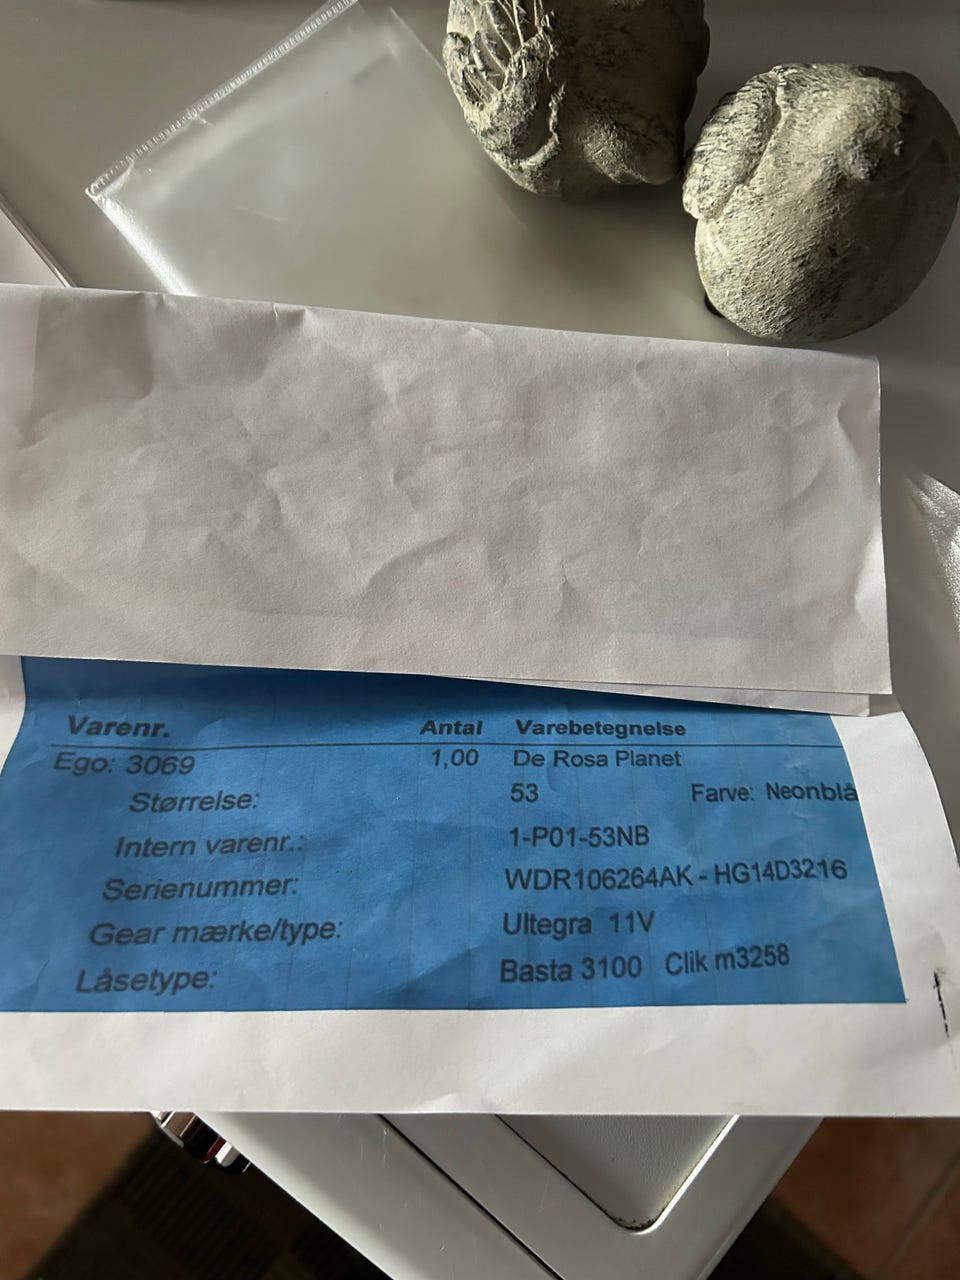 Varenr. Antal Varebetegnelse
Ego: 3069 1,00 De Rosa Planet
Størrelse: 53 Farve: Neonblå
Intern varenr.: 1-P01-53NB
Serienummer: WDR106264AK - HG14D3216
Gear mærke/type: Ultegra 11V
Låsetype: Basta 3100 Clik m3258